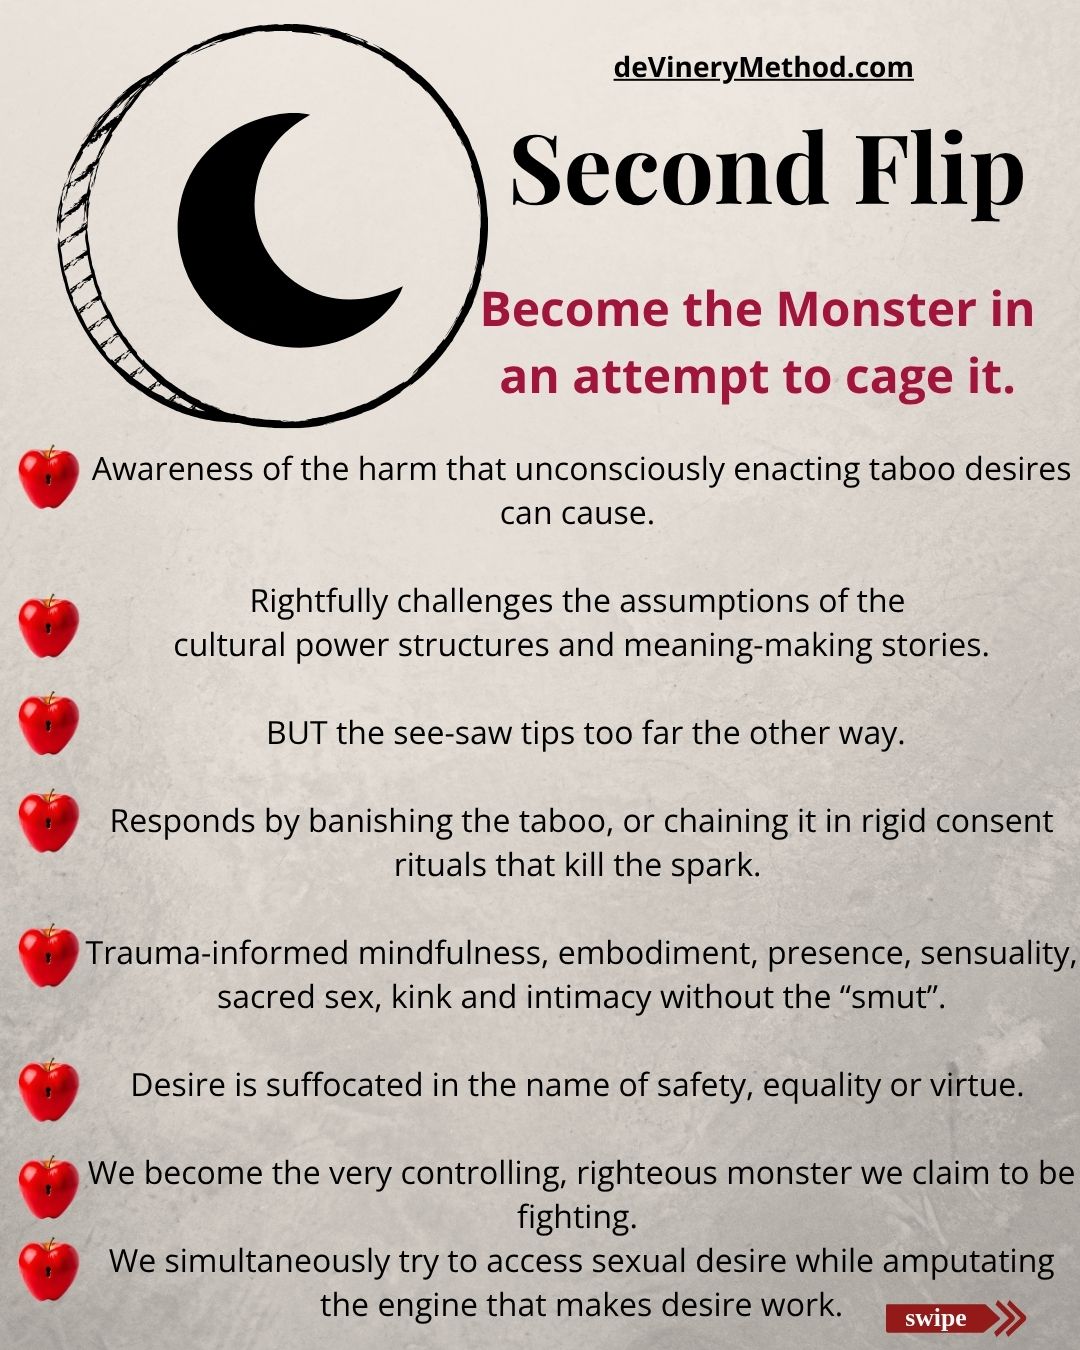 deVineryMethod.com
Second Flip
Become the Monster in
an attempt to cage it.
Awareness of the harm that unconsciously enacting taboo desires
can cause.
Rightfully challenges the assumptions of the
cultural power structures and meaning-making stories.
BUT the see-saw tips too far the other way.
Responds by banishing the taboo, or chaining it in rigid consent
rituals that kill the spark.
Trauma-informed mindfulness, embodiment, presence, sensuality,
sacred sex, kink and intimacy without the “smut”.
Desire is suffocated in the name of safety, equality or virtue.
We become the very controlling, righteous monster we claim to be
fighting.
We simultaneously try to access sexual desire while amputating
the engine that makes desire work.
swipe